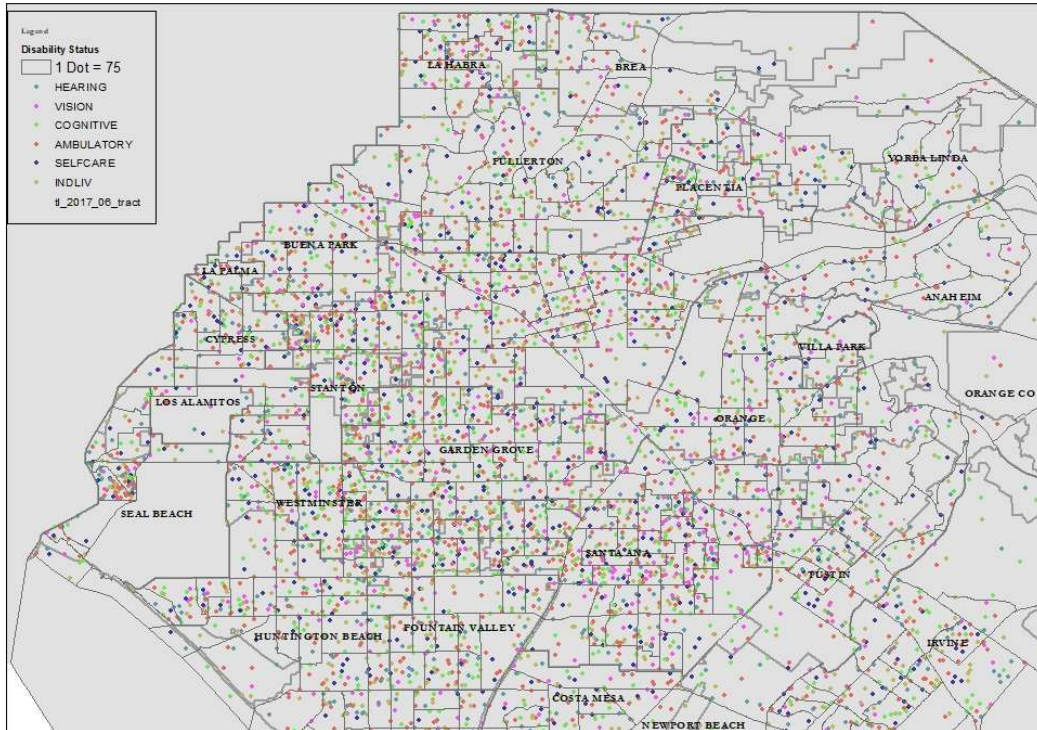 Legend
Disability Status
1 Dot = 75
HEARING
VISION
COGNITIVE
AMBULATORY
SELFCARE
INDLIV
tl_2017_06_tract
LA HABRA
BREA
FULLERTON
YORBA LINDA
PLACENTIA
BUENA PARK
LA PALMA
ANAHEIM
CYPRESS
VILLA PARK
STANTON
LOS ALAMITOS
ORANGE CO
ORANGE
GARDEN GROVE
WESTMINSTER
SEAL BEACH
SANTA ANA
TUSTIN
FOUNTAIN VALLEY
HUNTINGTON BEACH
IRVINE
COSTA MESA
NEWPORT BEACH